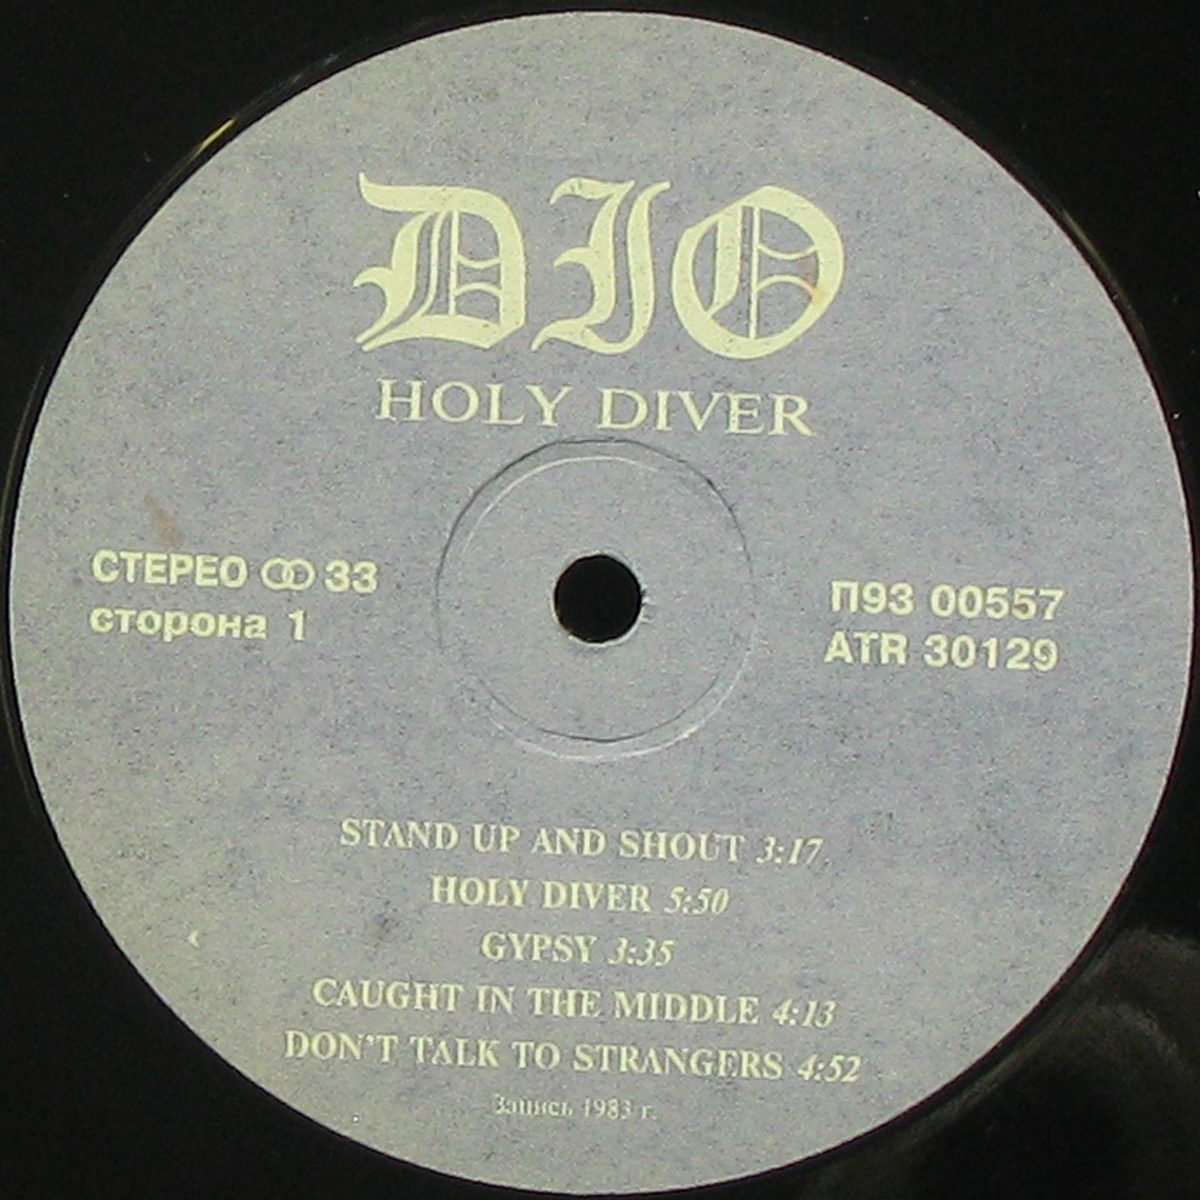 DIO
HOLY DIVER
СТЕРЕО 33
сторона 1
П93 00557
ATR 30129
STAND UP AND SHOUT 3:17
HOLY DIVER 5:50
GYPSY 3:35
CAUGHT IN THE MIDDLE 4:13
DON'T TALK TO STRANGERS 4:52
Запись 1983 г.